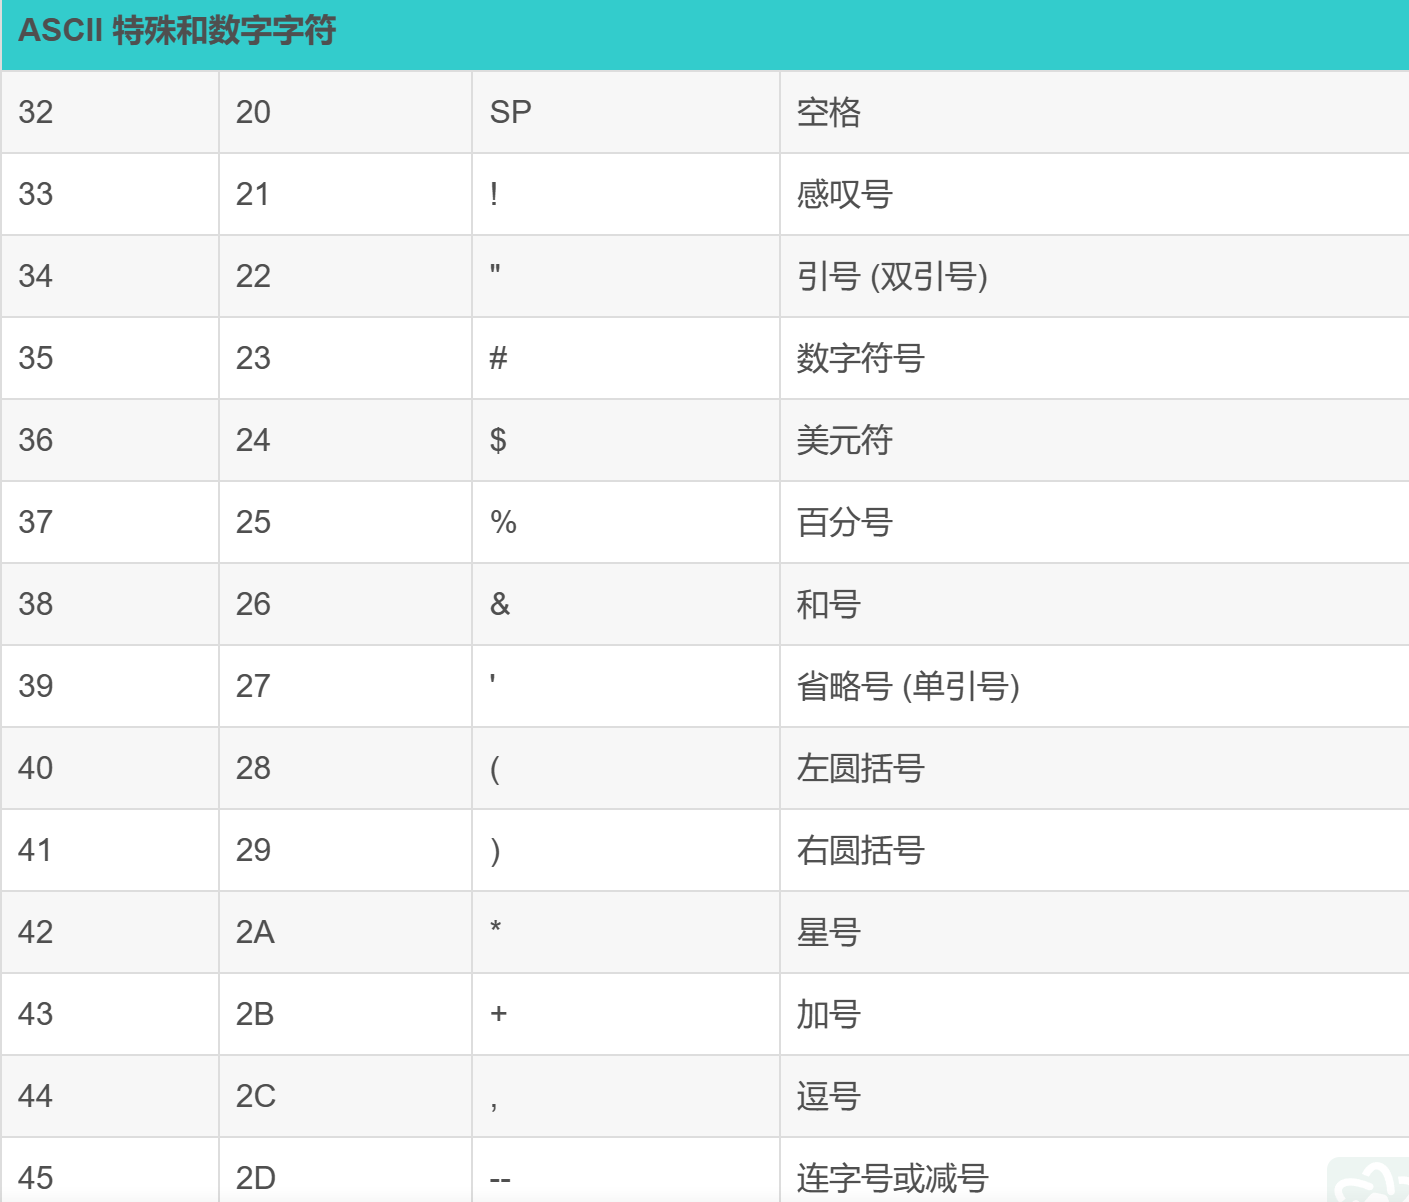 ASCII 特殊和数字字符
32 20 SP 空格
33 21 ! 感叹号
34 22 " 引号 (双引号)
35 23 # 数字符号
36 24 $ 美元符
37 25 % 百分号
38 26 & 和号
39 27 ' 省略号 (单引号)
40 28 ( 左圆括号
41 29 ) 右圆括号
42 2A * 星号
43 2B + 加号
44 2C , 逗号
45 2D -- 连字号或减号